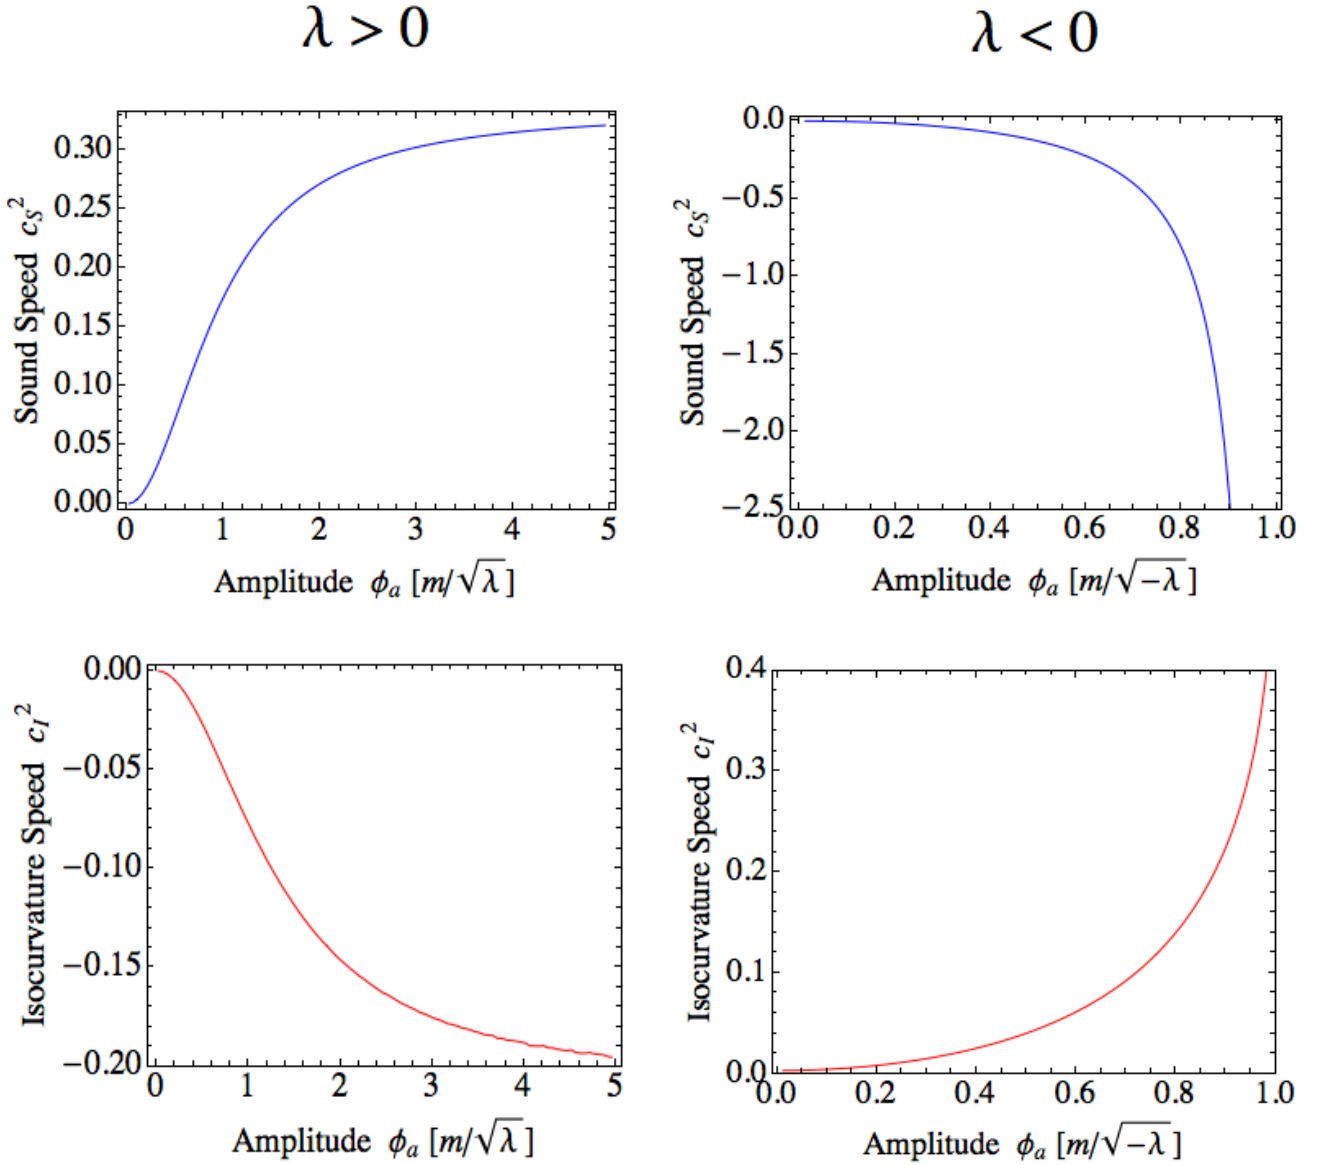 λ > 0
λ < 0
Sound Speed c_S^2
0.30
0.25
0.20
0.15
0.10
0.05
0.00
0 1 2 3 4 5
Amplitude ϕ_a [m/√λ]
Sound Speed c_S^2
0.0
−0.5
−1.0
−1.5
−2.0
−2.5
0.0 0.2 0.4 0.6 0.8 1.0
Amplitude ϕ_a [m/√−λ]
Isocurvature Speed c_I^2
0.00
−0.05
−0.10
−0.15
−0.20
0 1 2 3 4 5
Amplitude ϕ_a [m/√λ]
Isocurvature Speed c_I^2
0.4
0.3
0.2
0.1
0.0
0.0 0.2 0.4 0.6 0.8 1.0
Amplitude ϕ_a [m/√−λ]